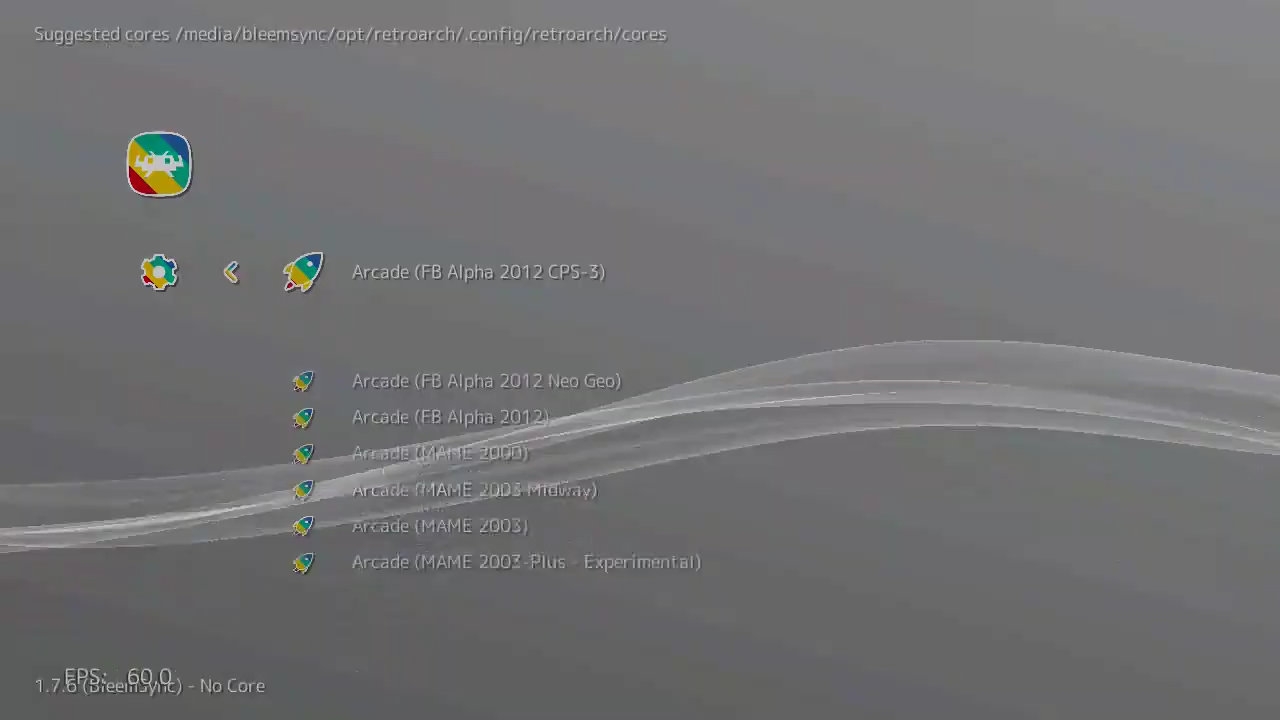 Suggested cores /media/bleemsync/opt/retroarch/.config/retroarch/cores
Arcade (FB Alpha 2012 CPS-3)
Arcade (FB Alpha 2012 Neo Geo)
Arcade (FB Alpha 2012)
Arcade (MAME 2000)
Arcade (MAME 2003 Midway)
Arcade (MAME 2003)
Arcade (MAME 2003-Plus - Experimental)
FPS: 60.0
1.7.6 (BleemSync) - No Core